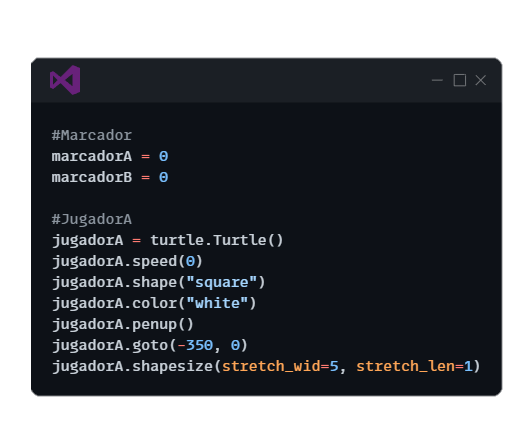 #Marcador
marcadorA = 0
marcadorB = 0
#JugadorA
jugadorA = turtle.Turtle()
jugadorA.speed(0)
jugadorA.shape("square")
jugadorA.color("white")
jugadorA.penup()
jugadorA.goto(-350, 0)
jugadorA.shapesize(stretch_wid=5, stretch_len=1)